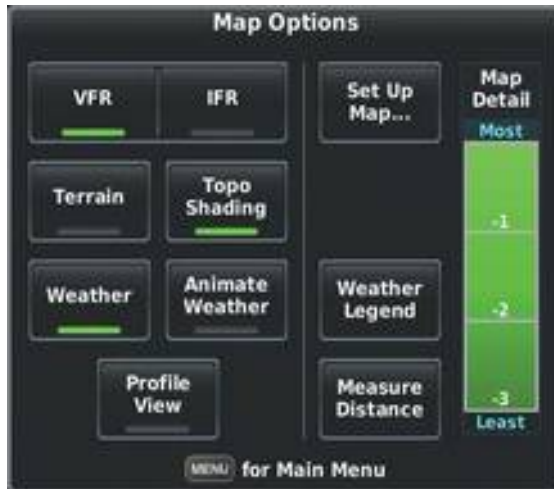 Map Options
VFR
IFR
Set Up
Map...
Map
Detail
Most
Terrain
Topo
Shading
-1
Weather
Animate
Weather
Weather
Legend
-2
Profile
View
Measure
Distance
-3
Least
MENU for Main Menu